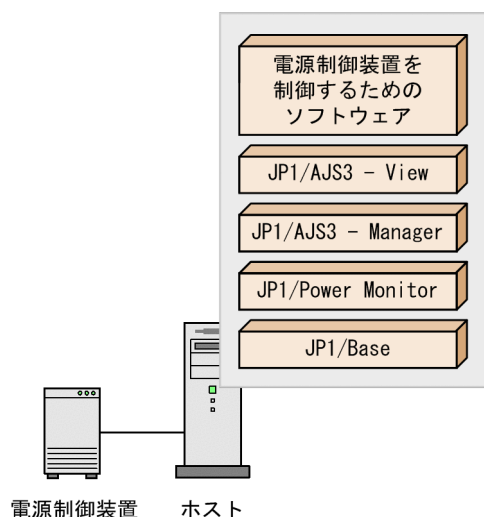 電源制御装置を
制御するための
ソフトウェア
JP1/AJS3 - View
JP1/AJS3 - Manager
JP1/Power Monitor
JP1/Base
電源制御装置
ホスト